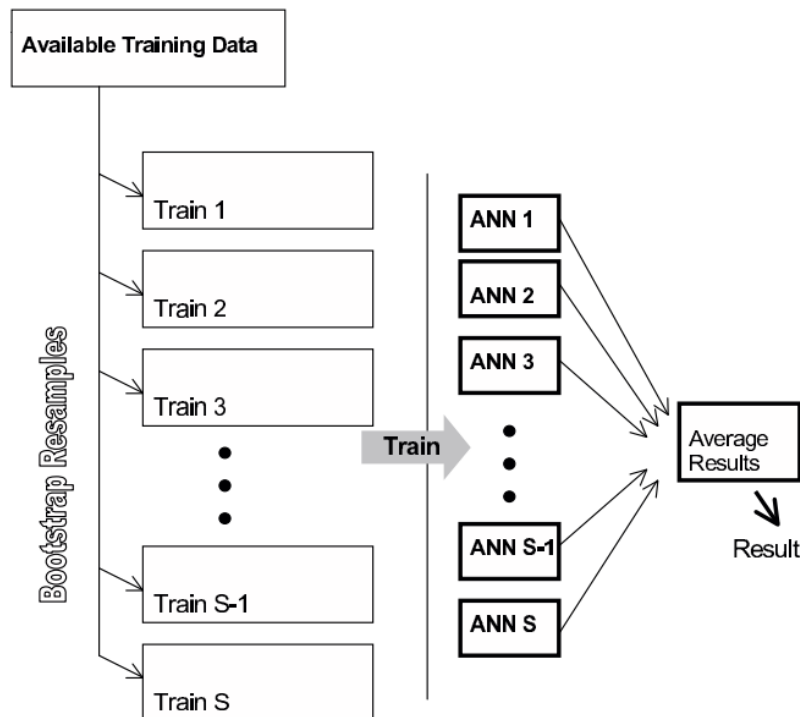 Available Training Data
Bootstrap Resamples
Train 1
Train 2
Train 3
Train S-1
Train S
Train
ANN 1
ANN 2
ANN 3
ANN S-1
ANN S
Average
Results
Result